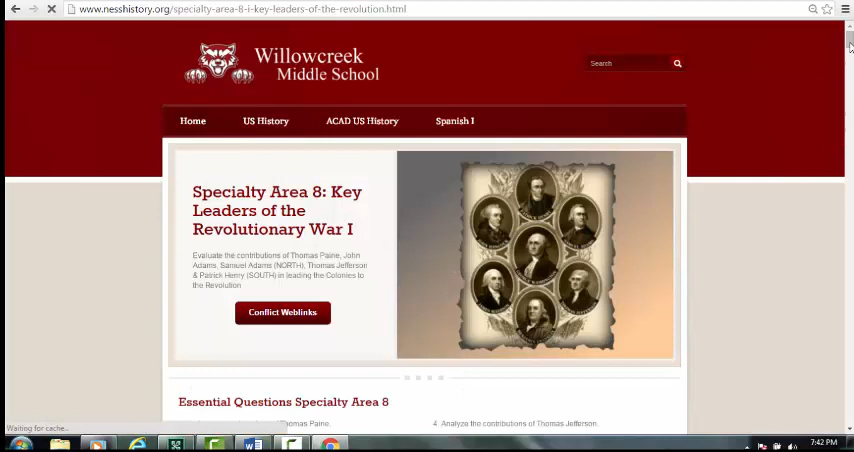 www.nesshistory.org/specialty-area-8-i-key-leaders-of-the-revolution.html
Willowcreek
Middle School
Search
Home US History ACAD US History Spanish I
Specialty Area 8: Key
Leaders of the
Revolutionary War I
Evaluate the contributions of Thomas Paine, John
Adams, Samuel Adams (NORTH), Thomas Jefferson
& Patrick Henry (SOUTH) in leading the Colonies to
the Revolution
Conflict Weblinks
Essential Questions Specialty Area 8
of Thomas Paine.
4. Analyze the contributions of Thomas Jefferson.
Waiting for cache...
7:42 PM